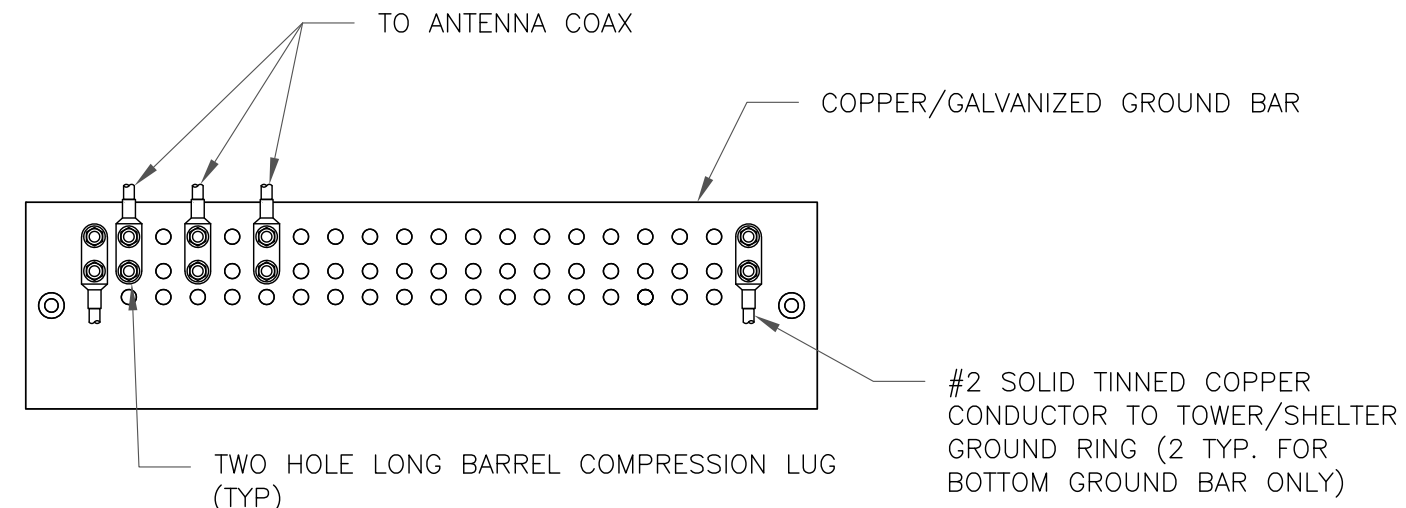 TO ANTENNA COAX
COPPER/GALVANIZED GROUND BAR
#2 SOLID TINNED COPPER
CONDUCTOR TO TOWER/SHELTER
GROUND RING (2 TYP. FOR
BOTTOM GROUND BAR ONLY)
TWO HOLE LONG BARREL COMPRESSION LUG
(TYP)